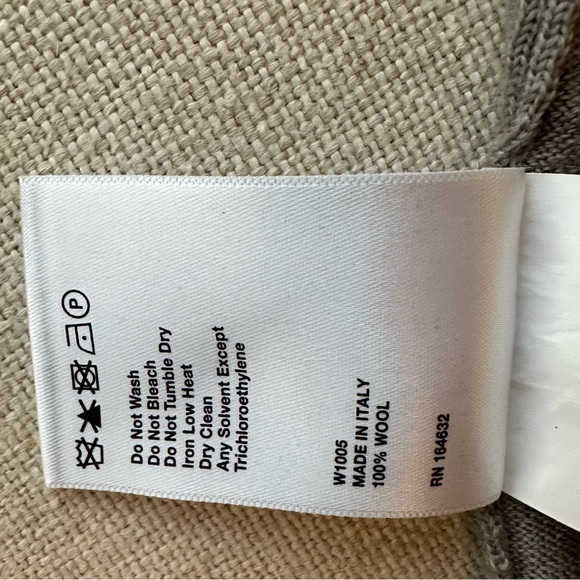 P
Do Not Wash
Do Not Bleach
Do Not Tumble Dry
Iron Low Heat
Dry Clean
Any Solvent Except
Trichloroethylene
W1005
MADE IN ITALY
100% WOOL
RN 164632